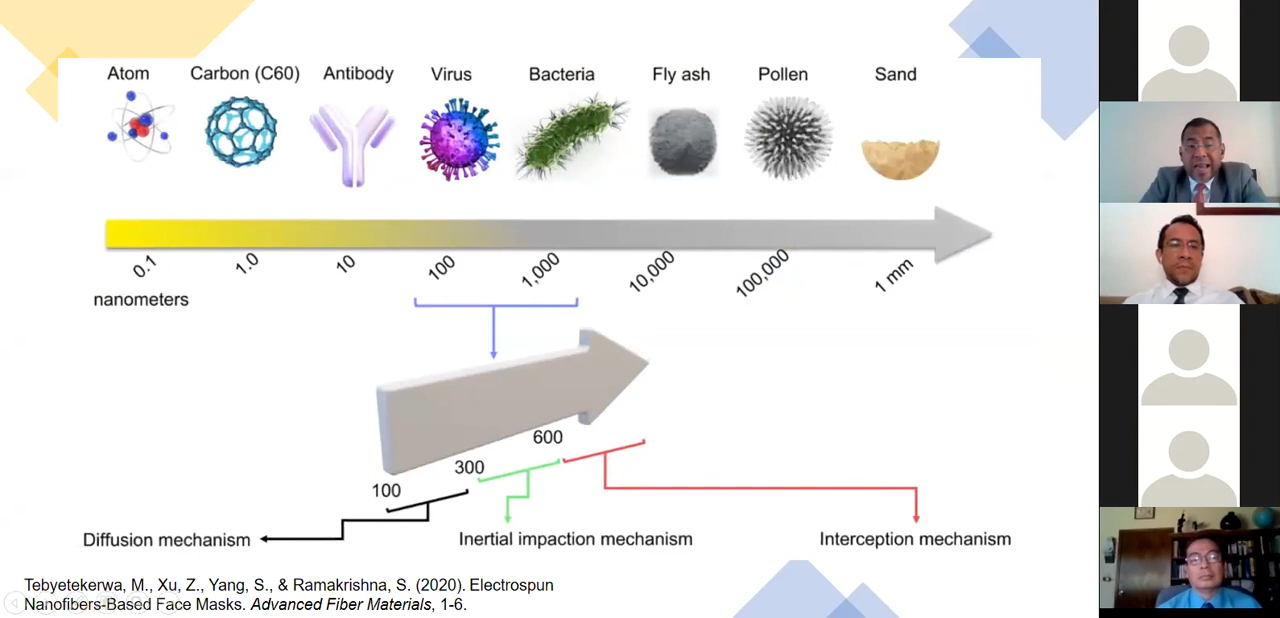 Atom Carbon (C60) Antibody Virus Bacteria Fly ash Pollen Sand
0.1 1.0 10 100 1,000 10,000 100,000 1 mm
nanometers
600
300
100
Diffusion mechanism Inertial impaction mechanism Interception mechanism
Tebyetekerwa, M., Xu, Z., Yang, S., & Ramakrishna, S. (2020). Electrospun
Nanofibers-Based Face Masks. Advanced Fiber Materials, 1-6.